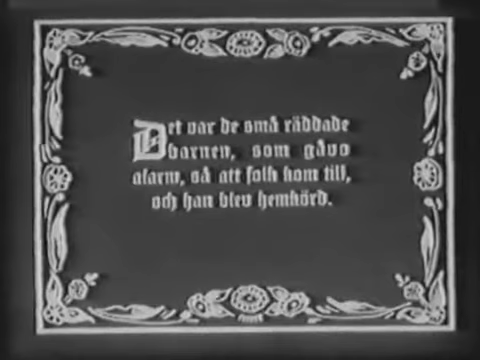 Det var de små räddade
barnen, som gåvo
alarm, så att folk kom till,
och han blev hemkörd.